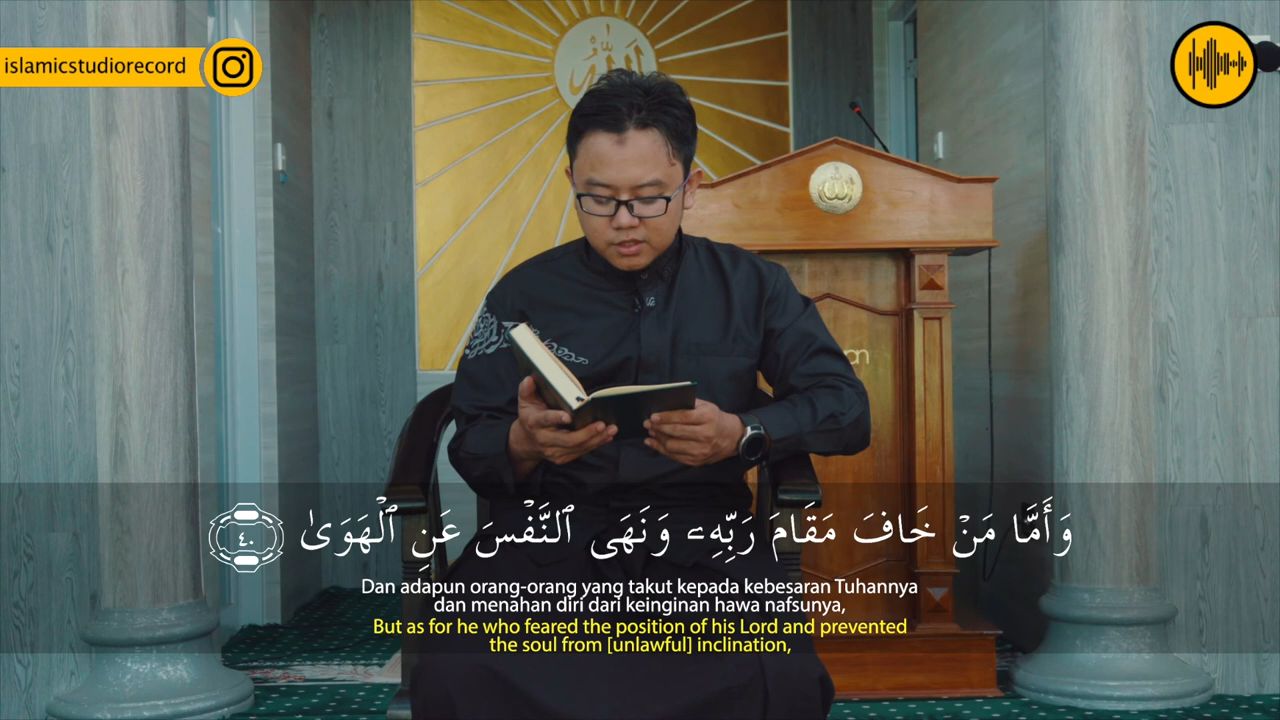 islamicstudiorecord
الله
وَأَمَّا مَنْ خَافَ مَقَامَ رَبِّهِۦ وَنَهَى ٱلنَّفْسَ عَنِ ٱلْهَوَىٰ ٤٠
Dan adapun orang-orang yang takut kepada kebesaran Tuhannya
dan menahan diri dari keinginan hawa nafsunya,
But as for he who feared the position of his Lord and prevented
the soul from [unlawful] inclination,